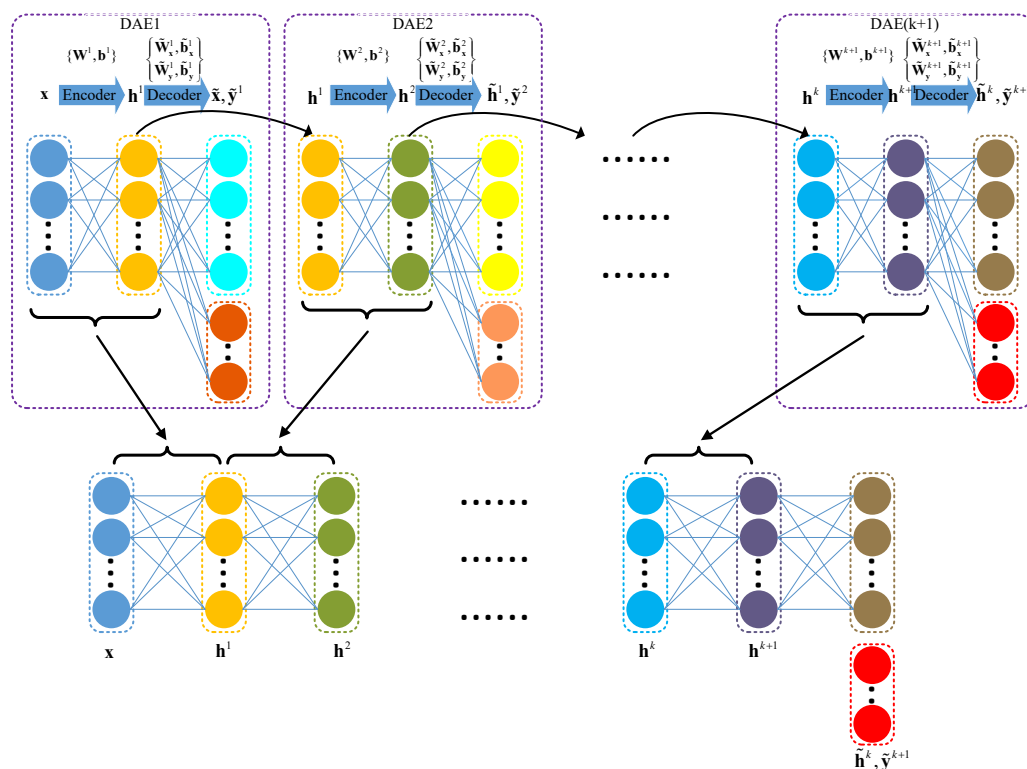 DAE1
{W¹, b¹}
{W̃ₓ¹, b̃ₓ¹
W̃ᵧ¹, b̃ᵧ¹}
x Encoder h¹ Decoder x̃, ỹ¹
DAE2
{W², b²}
{W̃ₓ², b̃ₓ²
W̃ᵧ², b̃ᵧ²}
h¹ Encoder h² Decoder h̃¹, ỹ²
......
......
......
DAE(k+1)
{Wᵏ⁺¹, bᵏ⁺¹}
{W̃ₓᵏ⁺¹, b̃ₓᵏ⁺¹
W̃ᵧᵏ⁺¹, b̃ᵧᵏ⁺¹}
hᵏ Encoder hᵏ⁺¹ Decoder h̃ᵏ, ỹᵏ⁺
......
......
......
x h¹ h² hᵏ hᵏ⁺¹
h̃ᵏ, ỹᵏ⁺¹